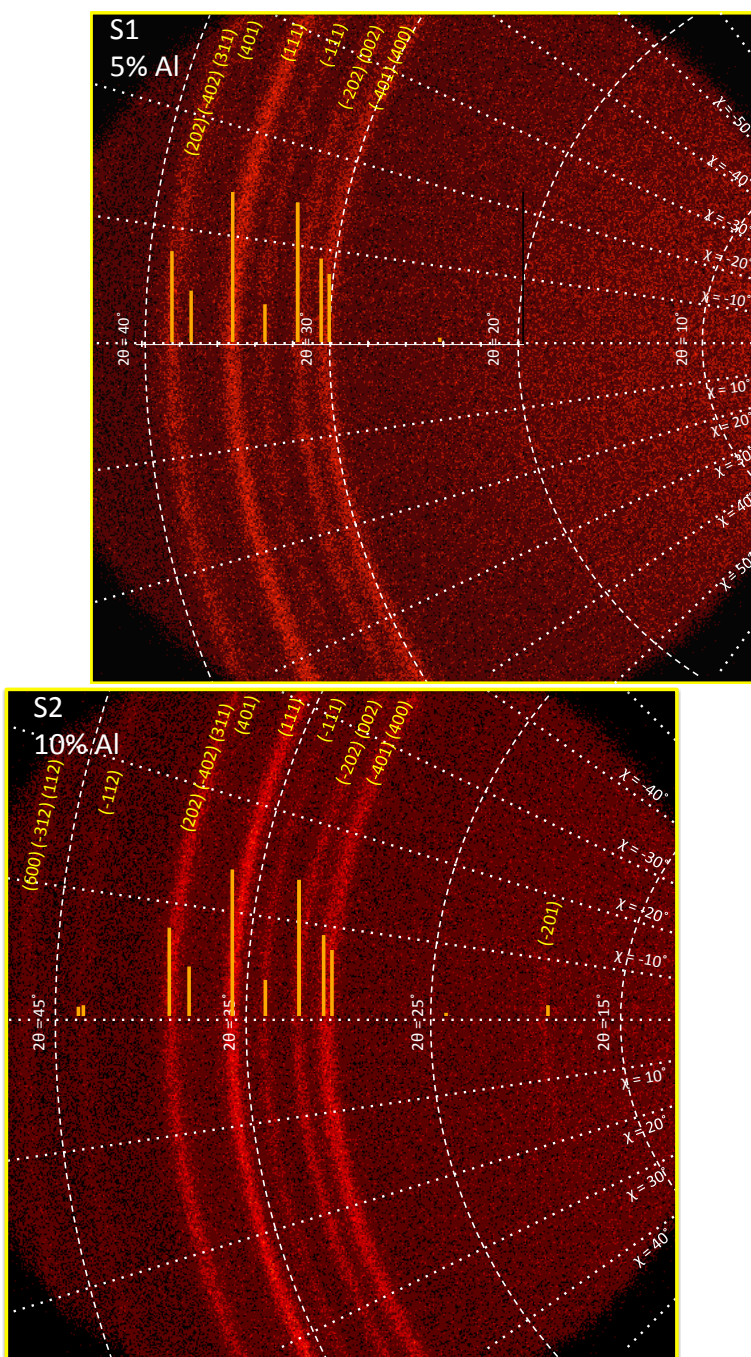 S1
5% Al
(202) (-402) (311)
(401)
(111)
(-111)
(-202) (002)
(-401) (400)
χ = -50°
χ = -40°
χ = -30°
χ = -20°
χ = -10°
2θ = 40°
2θ = 30°
2θ = 20°
2θ = 10°
χ = 10°
χ = 20°
χ = 30°
χ = 40°
χ = 50°
S2
10% Al
(600) (-312) (112)
(-112)
(202) (-402) (311)
(401)
(111)
(-111)
(-202) (002)
(-401) (400)
(-201)
χ = -40°
χ = -30°
χ = -20°
χ = -10°
2θ = 45°
2θ = 35°
2θ = 25°
2θ = 15°
χ = 10°
χ = 20°
χ = 30°
χ = 40°